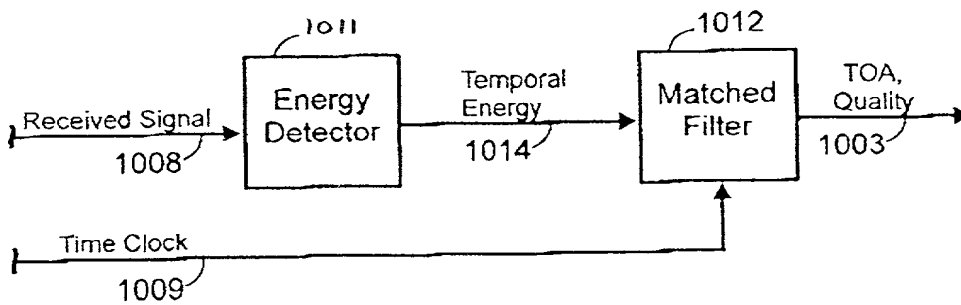 1011
1012
Energy
Detector
Temporal
Energy
Matched
Filter
TOA,
Quality
Received Signal
1008
1014
1003
Time Clock
1009